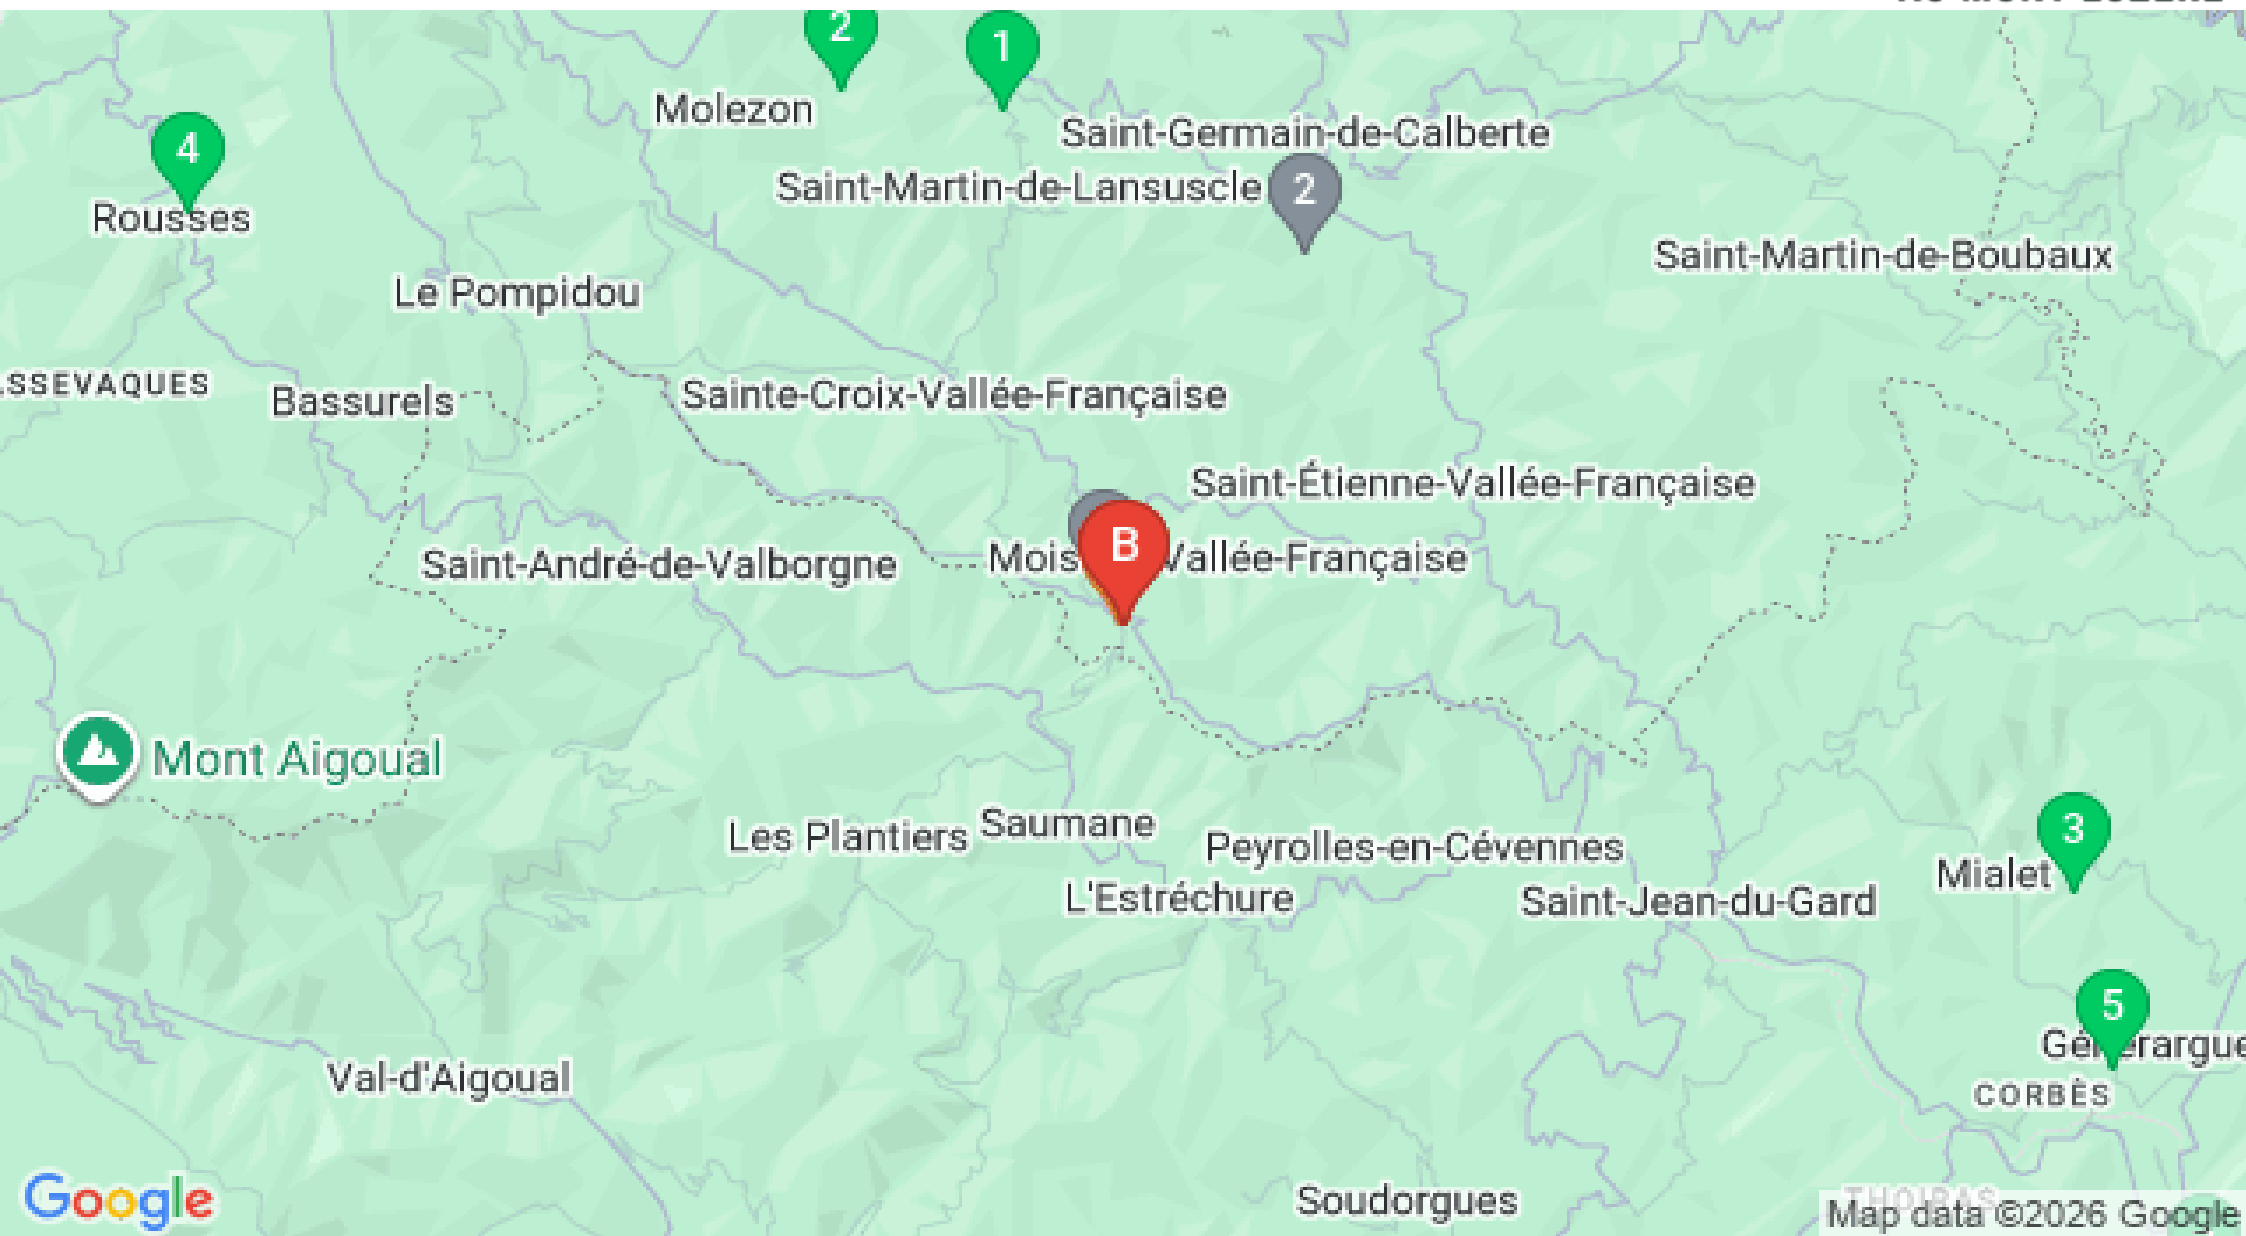 2
1
Molezon
Saint-Germain-de-Calberte
4
Saint-Martin-de-Lansuscle
2
Rousses
Saint-Martin-de-Boubaux
Le Pompidou
SSEVAQUES
Bassurels
Sainte-Croix-Vallée-Française
Saint-Étienne-Vallée-Française
B
Mois Vallée-Française
Saint-André-de-Valborgne
Mont Aigoual
3
Les Plantiers
Saumane
Peyrolles-en-Cévennes
Mialet
L'Estréchure
Saint-Jean-du-Gard
5
Gé érargue
CORBÈS
Val-d'Aigoual
Google
Soudorgues
THOIRAS
Map data ©2026 Google